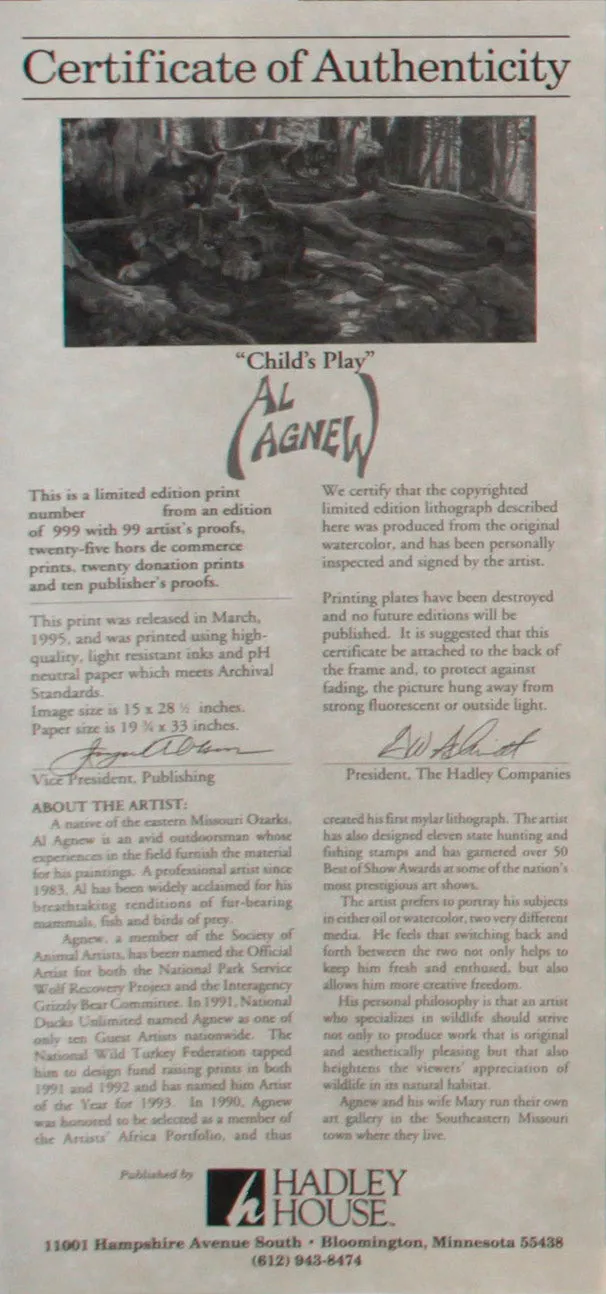 Certificate of Authenticity
"Child's Play"
AL
AGNEW
This is a limited edition print
number from an edition
of 999 with 99 artist's proofs,
twenty-five hors de commerce
prints, twenty donation prints
and ten publisher's proofs.
This print was released in March,
1995, and was printed using high-
quality, light resistant inks and pH
neutral paper which meets Archival
Standards.
Image size is 15 x 28 ½ inches.
Paper size is 19 ¾ x 33 inches.
Vice President, Publishing
We certify that the copyrighted
limited edition lithograph described
here was produced from the original
watercolor, and has been personally
inspected and signed by the artist.
Printing plates have been destroyed
and no future editions will be
published. It is suggested that this
certificate be attached to the back of
the frame and, to protect against
fading, the picture hung away from
strong fluorescent or outside light.
President, The Hadley Companies
ABOUT THE ARTIST:
A native of the eastern Missouri Ozarks,
Al Agnew is an avid outdoorsman whose
experiences in the field furnish the material
for his paintings. A professional artist since
1983, Al has been widely acclaimed for his
breathtaking renditions of fur-bearing
mammals, fish and birds of prey.
Agnew, a member of the Society of
Animal Artists, has been named the Official
Artist for both the National Park Service
Wolf Recovery Project and the Interagency
Grizzly Bear Committee. In 1991, National
Ducks Unlimited named Agnew as one of
only ten Guest Artists nationwide. The
National Wild Turkey Federation tapped
him to design fund raising prints in both
1991 and 1992 and has named him Artist
of the Year for 1993. In 1990, Agnew
was honored to be selected as a member of
the Artists' Africa Portfolio, and thus
created his first mylar lithograph. The artist
has also designed eleven state hunting and
fishing stamps and has garnered over 50
Best of Show Awards at some of the nation's
most prestigious art shows.
The artist prefers to portray his subjects
in either oil or watercolor, two very different
media. He feels that switching back and
forth between the two not only helps to
keep him fresh and enthused, but also
allows him more creative freedom.
His personal philosophy is that an artist
who specializes in wildlife should strive
not only to produce work that is original
and aesthetically pleasing but that also
heightens the viewers' appreciation of
wildlife in its natural habitat.
Agnew and his wife Mary run their own
art gallery in the Southeastern Missouri
town where they live.
Published by
h HADLEY
HOUSE™
11001 Hampshire Avenue South • Bloomington, Minnesota 55438
(612) 943-8474